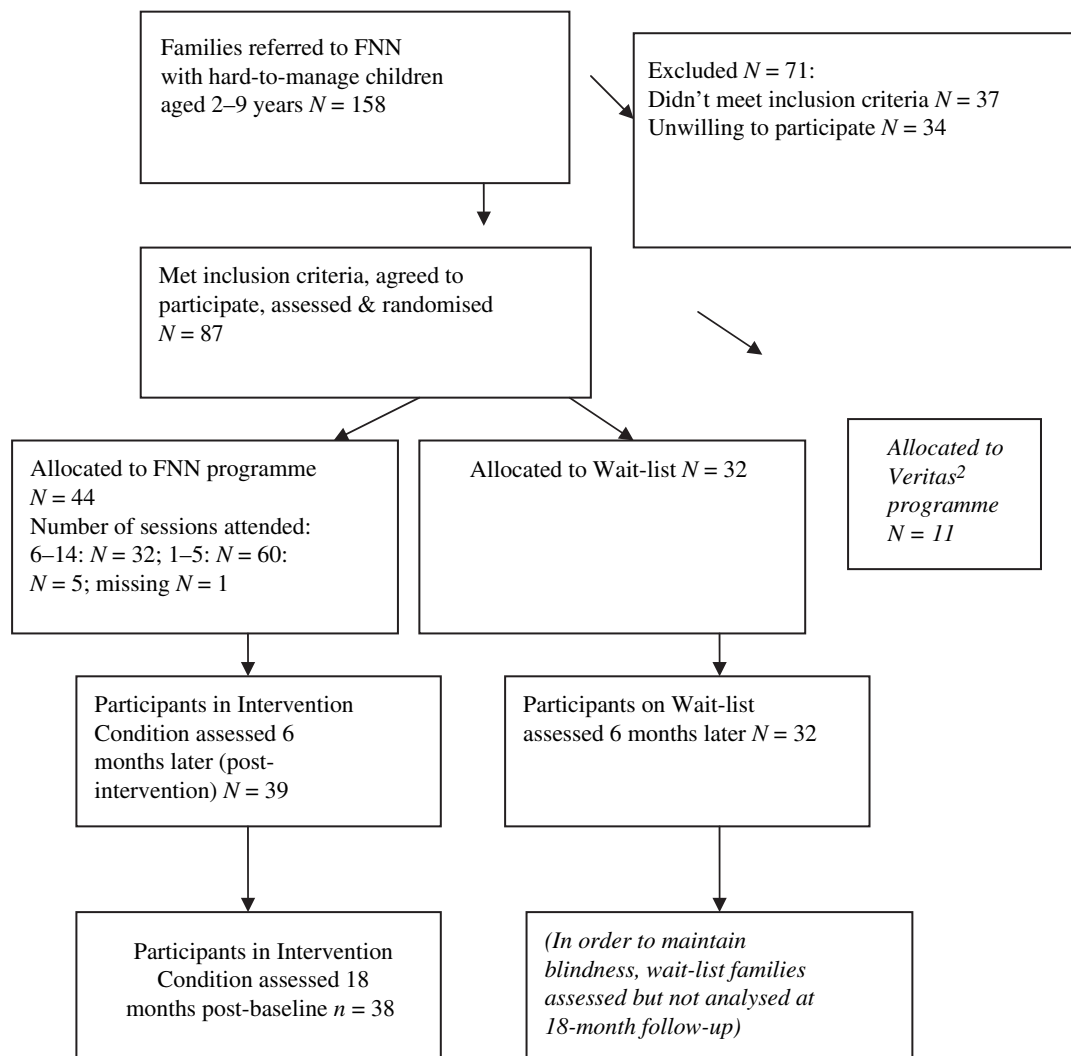 Families referred to FNN
with hard-to-manage children
aged 2–9 years N = 158
Excluded N = 71:
Didn't meet inclusion criteria N = 37
Unwilling to participate N = 34
Met inclusion criteria, agreed to
participate, assessed & randomised
N = 87
Allocated to FNN programme
N = 44
Number of sessions attended:
6–14: N = 32; 1–5: N = 60:
N = 5; missing N = 1
Allocated to Wait-list N = 32
Allocated to
Veritas²
programme
N = 11
Participants in Intervention
Condition assessed 6
months later (post-
intervention) N = 39
Participants on Wait-list
assessed 6 months later N = 32
Participants in Intervention
Condition assessed 18
months post-baseline n = 38
(In order to maintain
blindness, wait-list families
assessed but not analysed at
18-month follow-up)